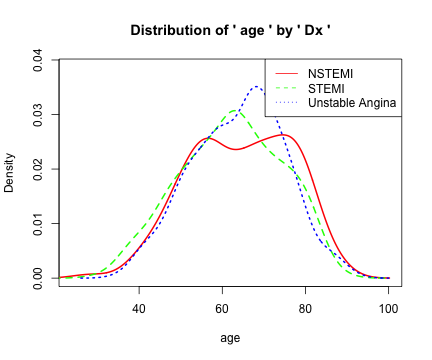 Distribution of ' age ' by ' Dx '
NSTEMI
STEMI
Unstable Angina
Density
0.04
0.03
0.02
0.01
0.00
40 60 80 100
age